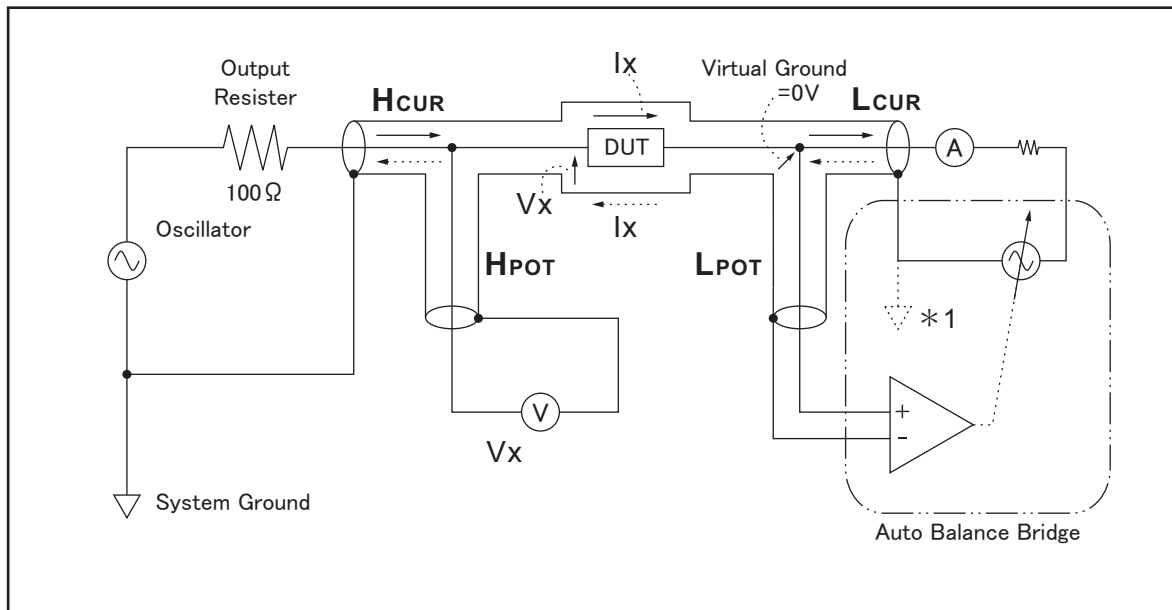 Output
Resister
100Ω
Oscillator
System Ground
HCUR
Ix
DUT
Vx
Ix
Virtual Ground
=0V
LCUR
A
HPOT
LPOT
V
Vx
*1
+
-
Auto Balance Bridge